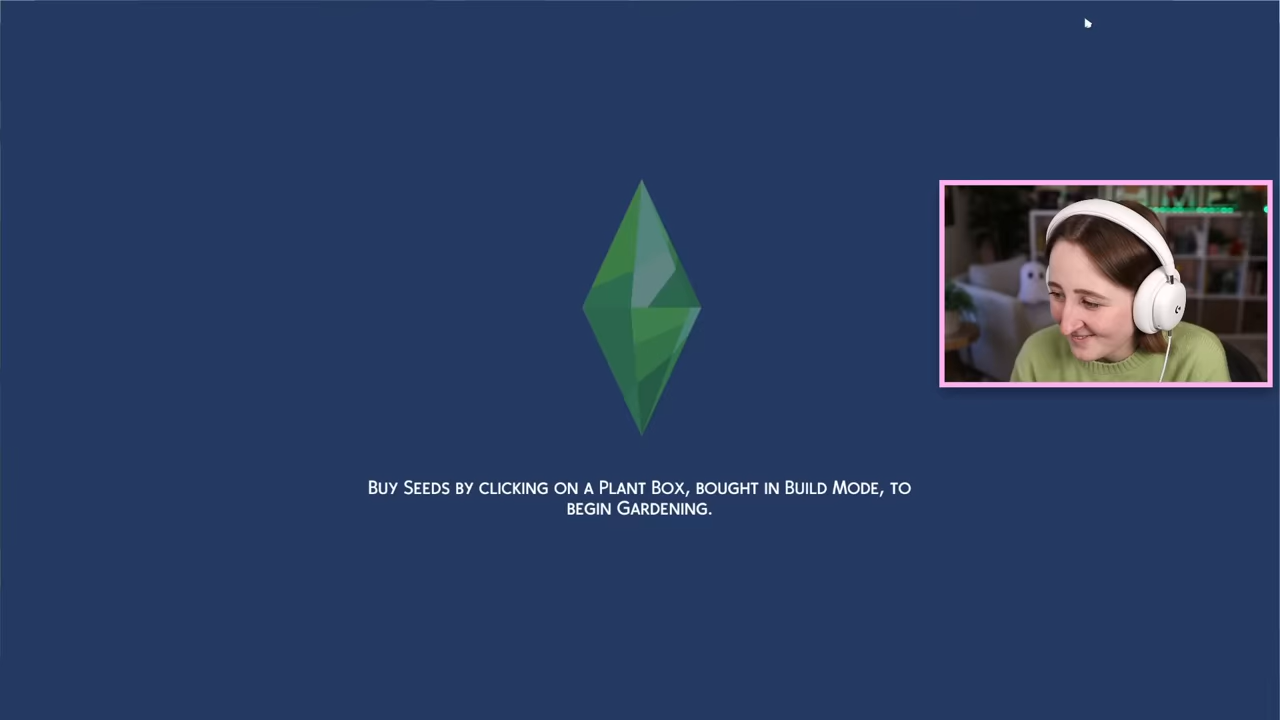 Buy Seeds by clicking on a Plant Box, bought in Build Mode, to
begin Gardening.